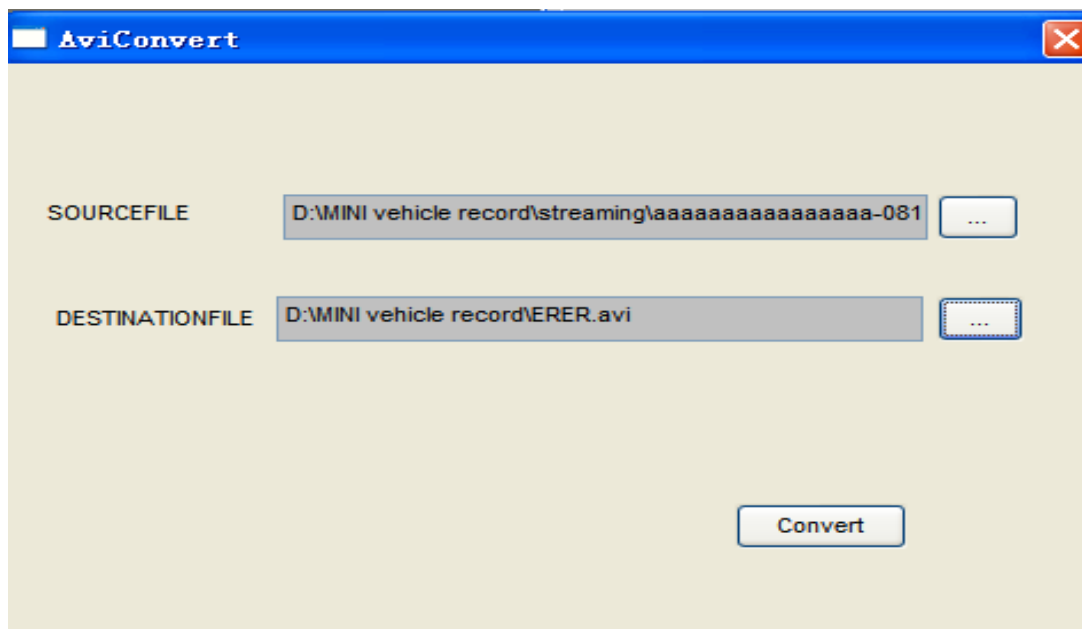 AviConvert
SOURCEFILE
D:\MINI vehicle record\streaming\aaaaaaaaaaaaaaaa-081
...
DESTINATIONFILE
D:\MINI vehicle record\ERER.avi
...
Convert